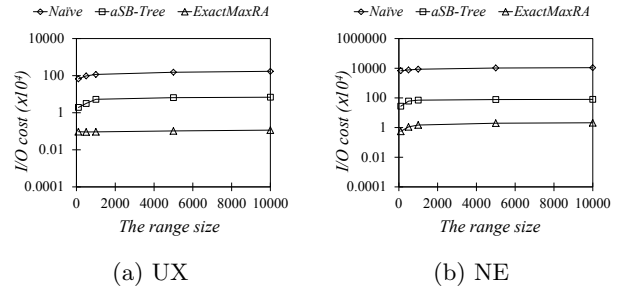 Naïve aSB-Tree ExactMaxRA
10000
100
1
0.01
0.0001
I/O cost (x10⁴)
0 2000 4000 6000 8000 10000
The range size
(a) UX
Naïve aSB-Tree ExactMaxRA
1000000
10000
100
1
0.01
0.0001
I/O cost (x10⁴)
0 2000 4000 6000 8000 10000
The range size
(b) NE